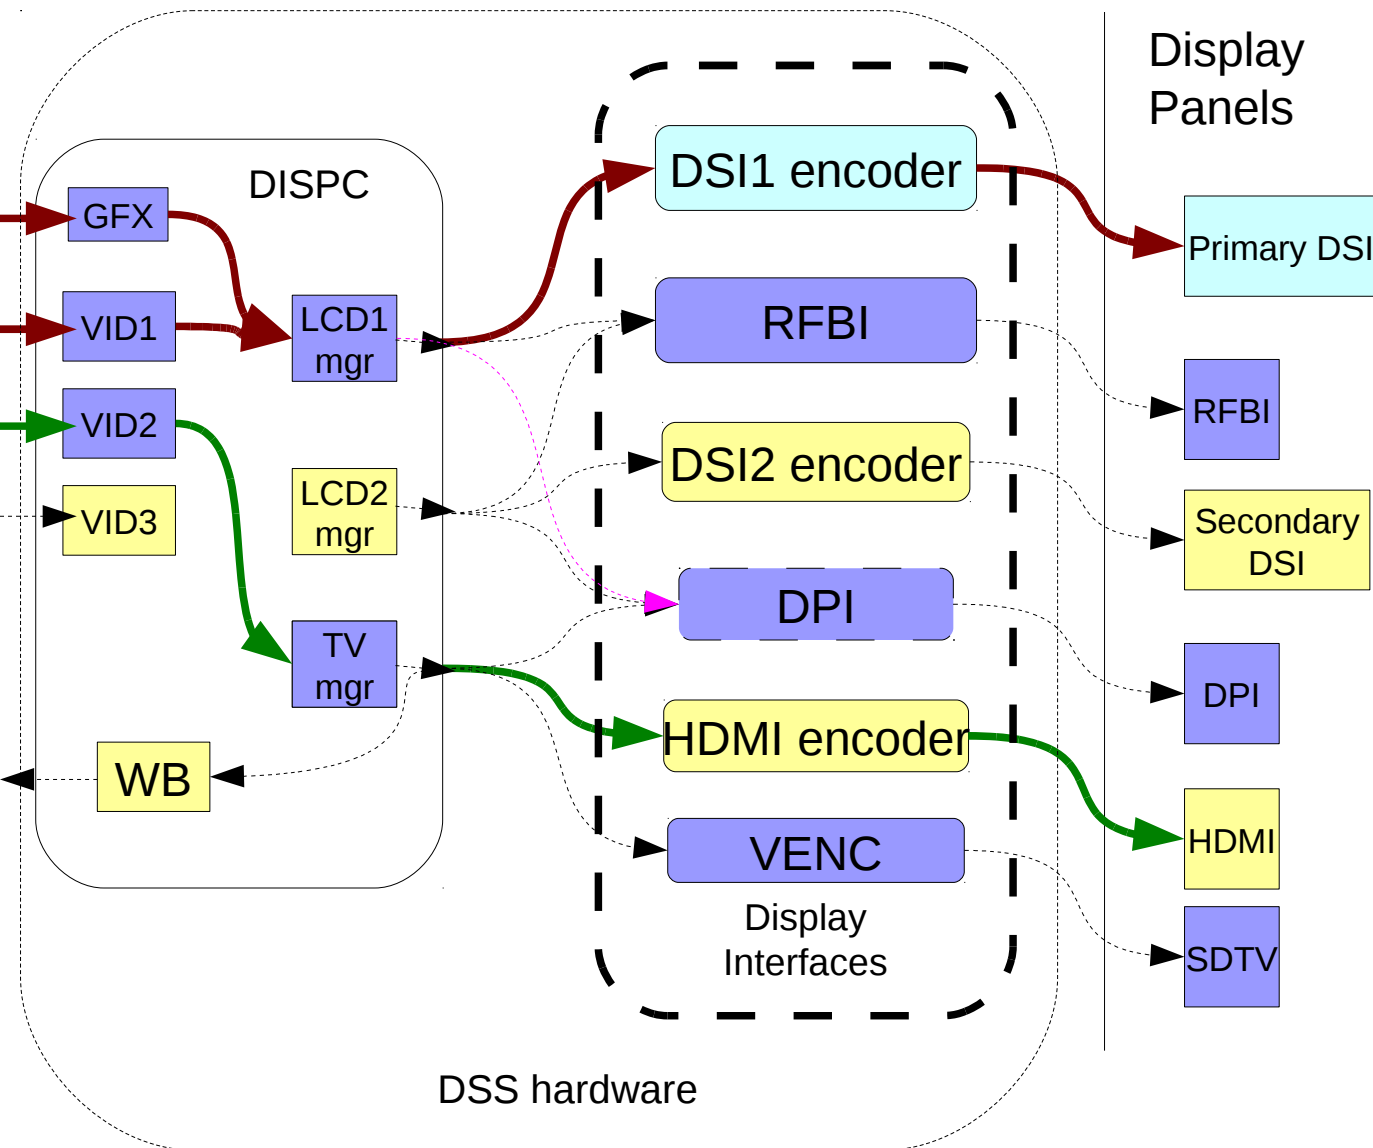 Display
Panels
DISPC
GFX
VID1
VID2
VID3
LCD1
mgr
LCD2
mgr
TV
mgr
WB
DSI1 encoder
RFBI
DSI2 encoder
DPI
HDMI encoder
VENC
Display
Interfaces
Primary DSI
RFBI
Secondary
DSI
DPI
HDMI
SDTV
DSS hardware